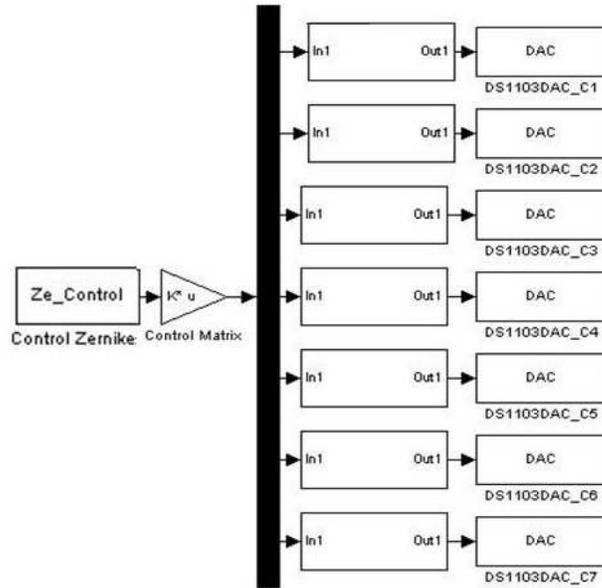 In1 Out1 DAC
DS1103DAC_C1
In1 Out1 DAC
DS1103DAC_C2
In1 Out1 DAC
DS1103DAC_C3
Ze_Control K* u In1 Out1 DAC
Control Zernike Control Matrix DS1103DAC_C4
In1 Out1 DAC
DS1103DAC_C5
In1 Out1 DAC
DS1103DAC_C6
In1 Out1 DAC
DS1103DAC_C7